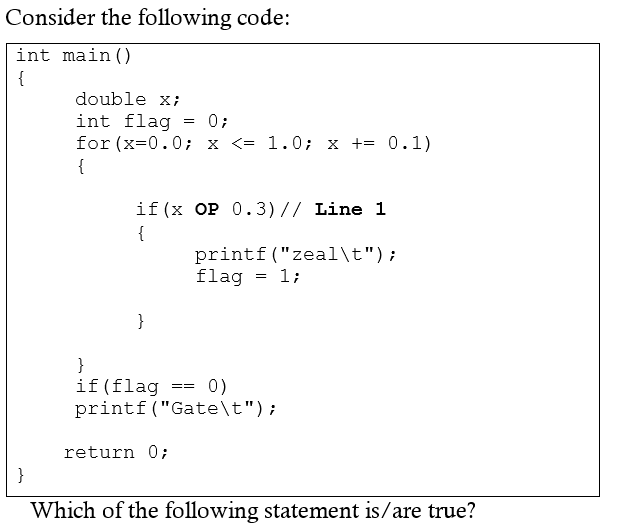 Consider the following code:
int main()
{
double x;
int flag = 0;
for(x=0.0; x <= 1.0; x += 0.1)
{
if(x OP 0.3)// Line 1
{
printf("zeal\t");
flag = 1;
}
}
if(flag == 0)
printf("Gate\t");
return 0;
}
Which of the following statement is/are true?